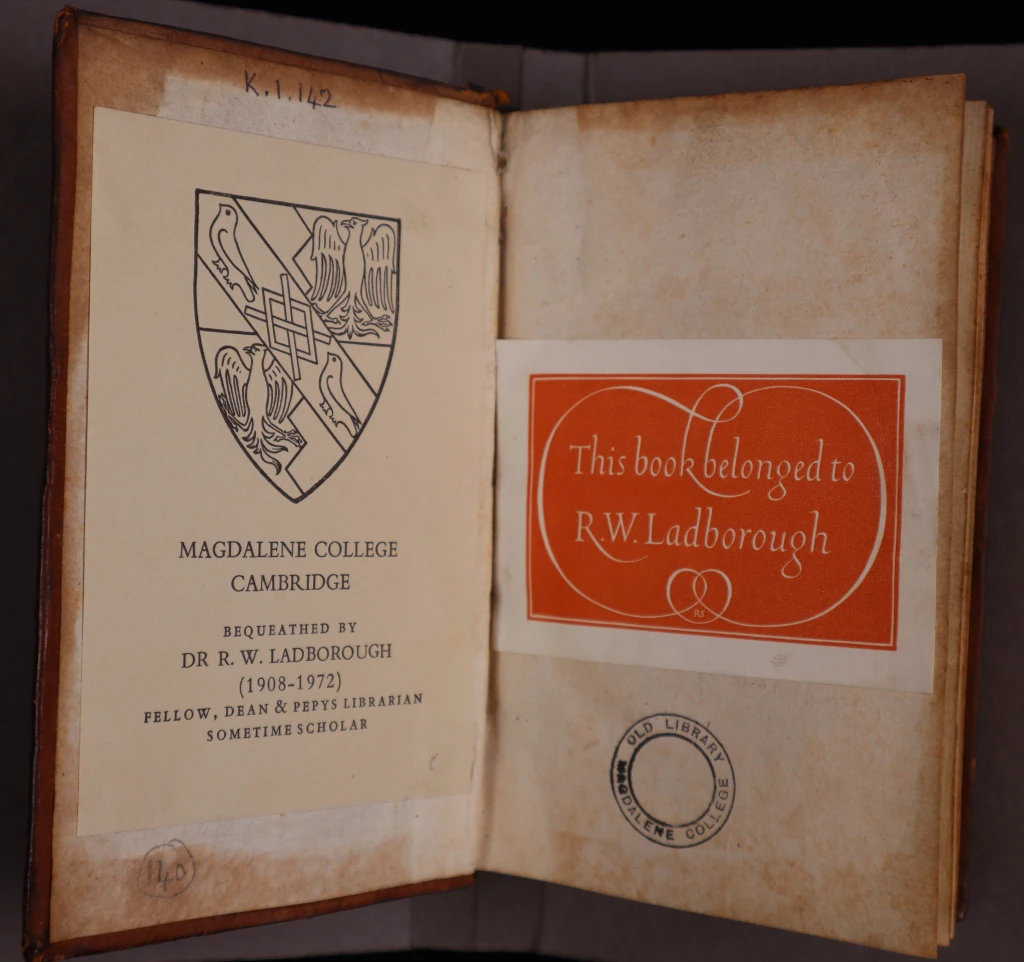 K.1.142
MAGDALENE COLLEGE
CAMBRIDGE
BEQUEATHED BY
DR R. W. LADBOROUGH
(1908-1972)
FELLOW, DEAN & PEPYS LIBRARIAN
SOMETIME SCHOLAR
This book belonged to
R.W. Ladborough
RS
OLD LIBRARY
MAGDALENE COLLEGE